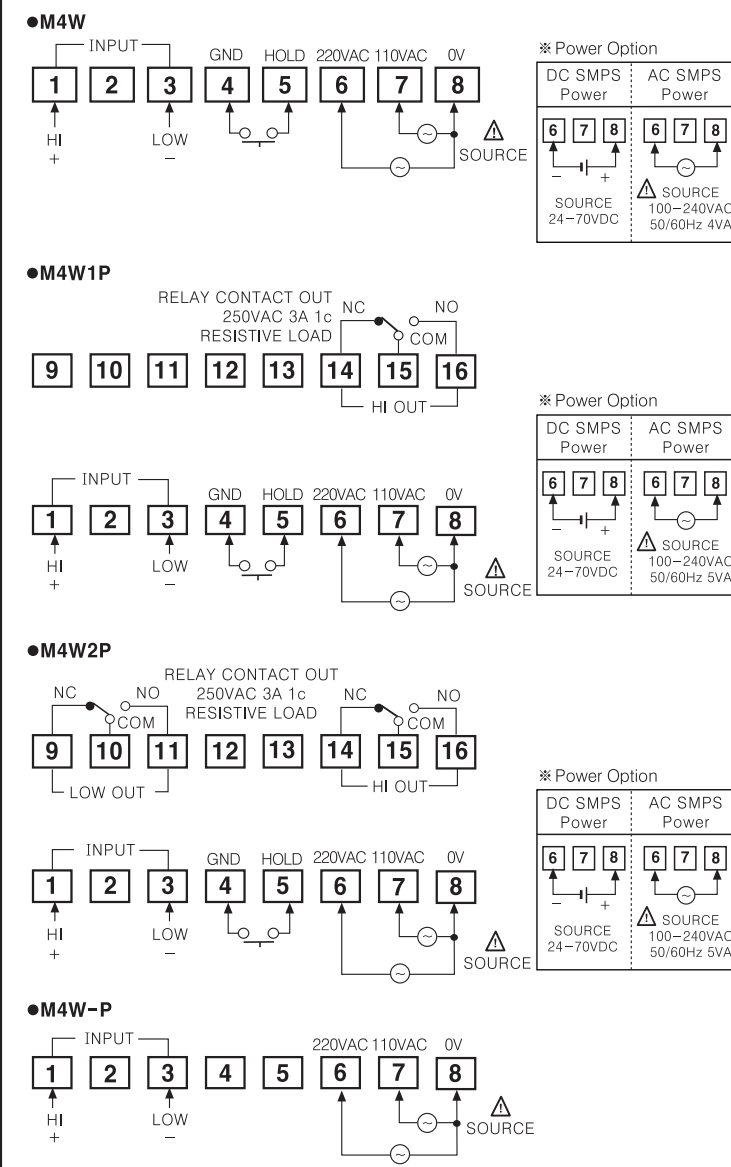 ●M4W
INPUT
GND HOLD 220VAC 110VAC 0V
1 2 3 4 5 6 7 8
HI LOW
+ −
SOURCE
※ Power Option
DC SMPS Power
AC SMPS Power
6 7 8 6 7 8
− +
SOURCE
24−70VDC
SOURCE
100−240VAC
50/60Hz 4VA
●M4W1P
RELAY CONTACT OUT
250VAC 3A 1c
RESISTIVE LOAD
NC NO
COM
9 10 11 12 13 14 15 16
HI OUT
INPUT
GND HOLD 220VAC 110VAC 0V
1 2 3 4 5 6 7 8
HI LOW
+ −
SOURCE
※ Power Option
DC SMPS Power
AC SMPS Power
6 7 8 6 7 8
− +
SOURCE
24−70VDC
SOURCE
100−240VAC
50/60Hz 5VA
●M4W2P
RELAY CONTACT OUT
250VAC 3A 1c
RESISTIVE LOAD
NC NO NC NO
COM COM
9 10 11 12 13 14 15 16
LOW OUT HI OUT
INPUT
GND HOLD 220VAC 110VAC 0V
1 2 3 4 5 6 7 8
HI LOW
+ −
SOURCE
※ Power Option
DC SMPS Power
AC SMPS Power
6 7 8 6 7 8
− +
SOURCE
24−70VDC
SOURCE
100−240VAC
50/60Hz 5VA
●M4W−P
INPUT
220VAC 110VAC 0V
1 2 3 4 5 6 7 8
HI LOW
+ −
SOURCE